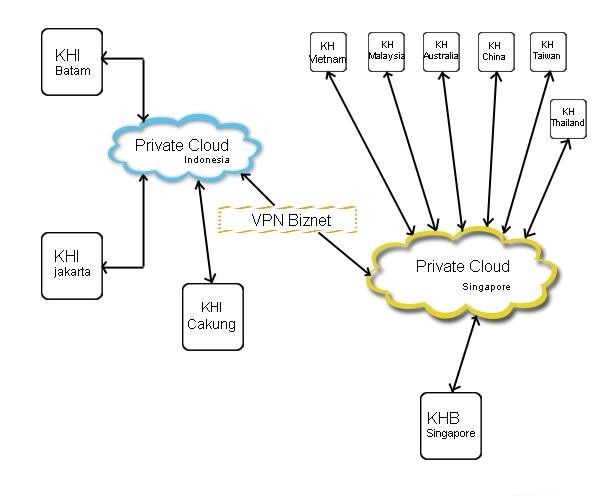 KHI
Batam
KH
Vietnam
KH
Malaysia
KH
Australia
KH
China
KH
Taiwan
KH
Thailand
Private Cloud
Indonesia
VPN Biznet
KHI
jakarta
KHI
Cakung
Private Cloud
Singapore
KHB
Singapore